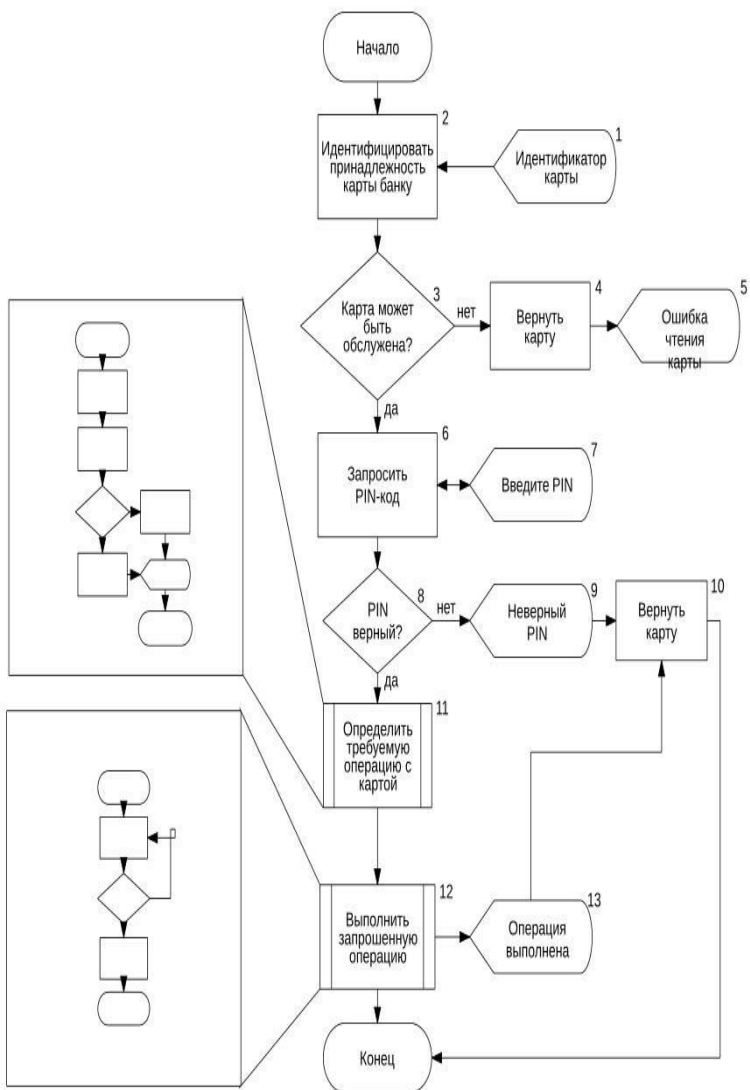 Начало
2
Идентифицировать
принадлежность
карты банку
1
Идентификатор
карты
3
Карта может
быть
обслужена?
нет
4
Вернуть
карту
5
Ошибка
чтения
карты
да
6
Запросить
PIN-код
7
Введите PIN
8
PIN
верный?
нет
9
Неверный
PIN
10
Вернуть
карту
да
11
Определить
требуемую
операцию с
картой
12
Выполнить
запрошенную
операцию
13
Операция
выполнена
Конец